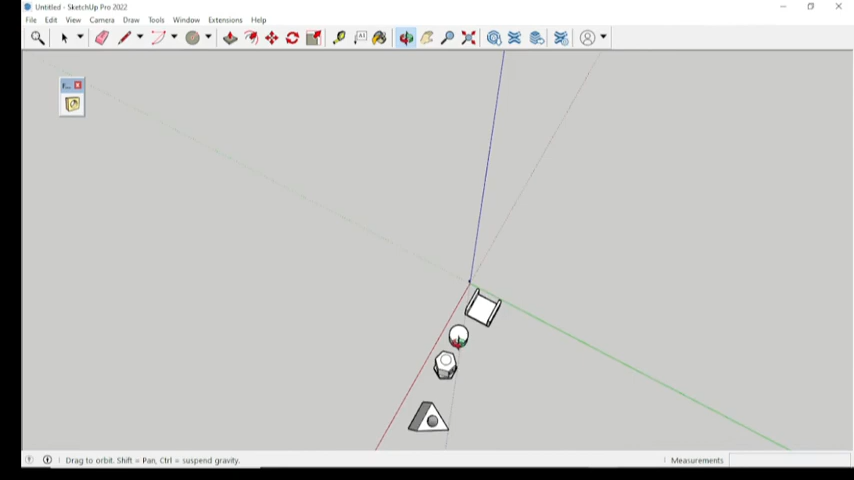 Untitled - SketchUp Pro 2022
File Edit View Camera Draw Tools Window Extensions Help
F...
Drag to orbit. Shift = Pan, Ctrl = suspend gravity.
Measurements